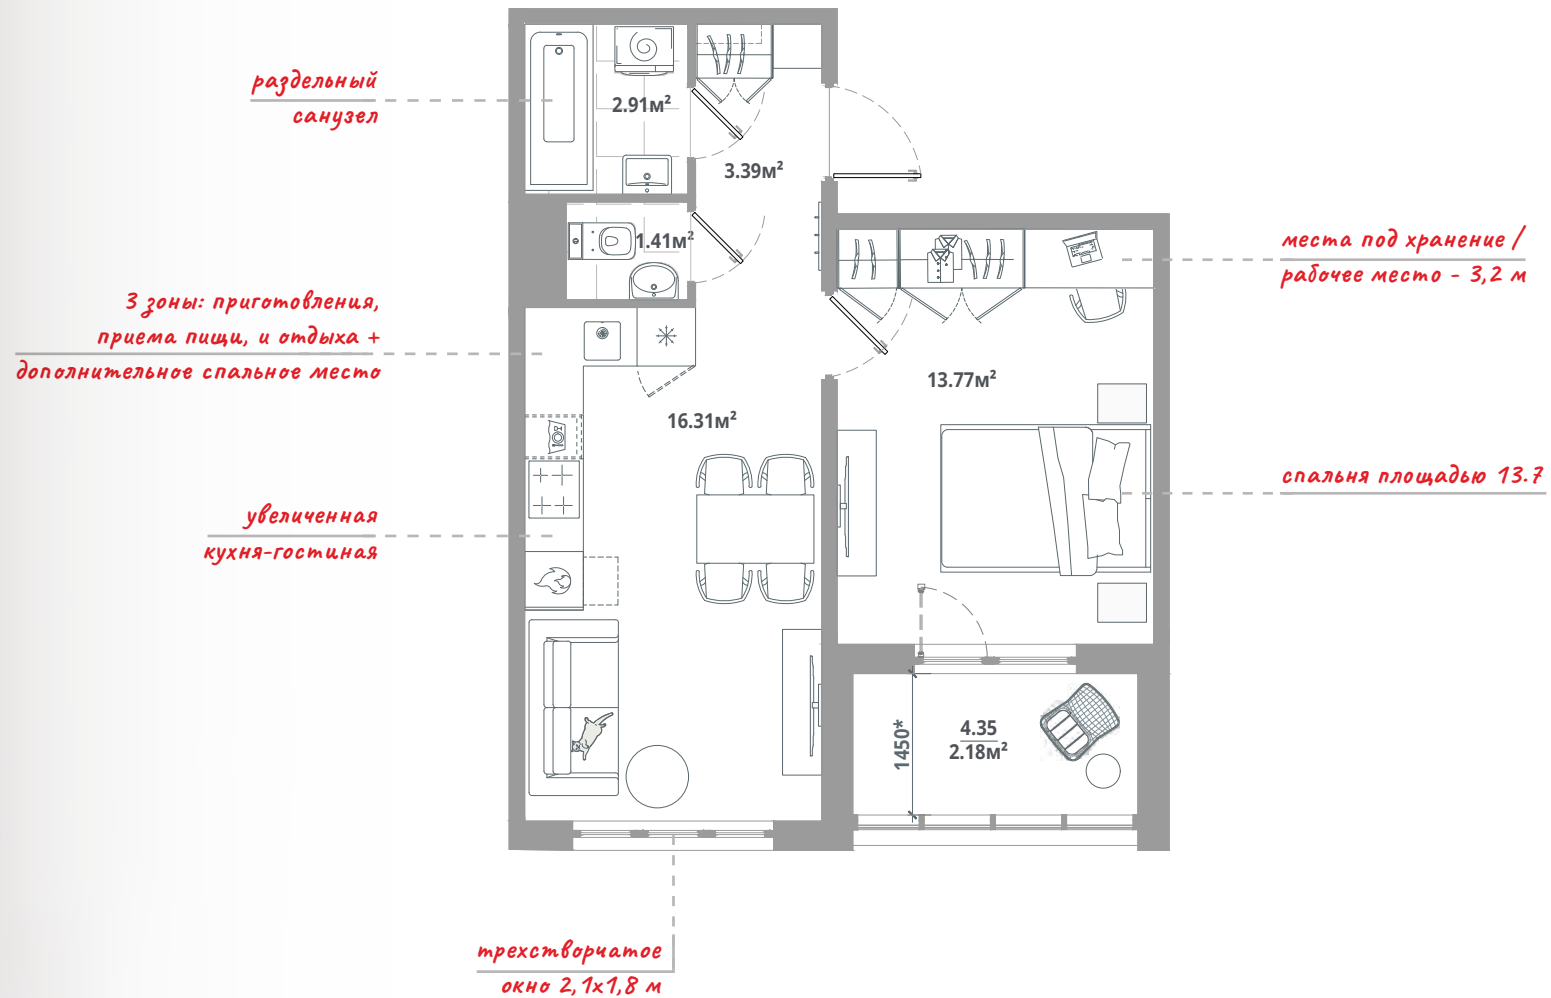 раздельный
санузел
2.91м²
3.39м²
1.41м²
места под хранение /
рабочее место - 3,2 м
3 зоны: приготовления,
приема пищи, и отдыха +
дополнительное спальное место
13.77м²
16.31м²
спальня площадью 13.7
увеличенная
кухня-гостиная
1450*
4.35
2.18м²
трехстворчатое
окно 2,1х1,8 м